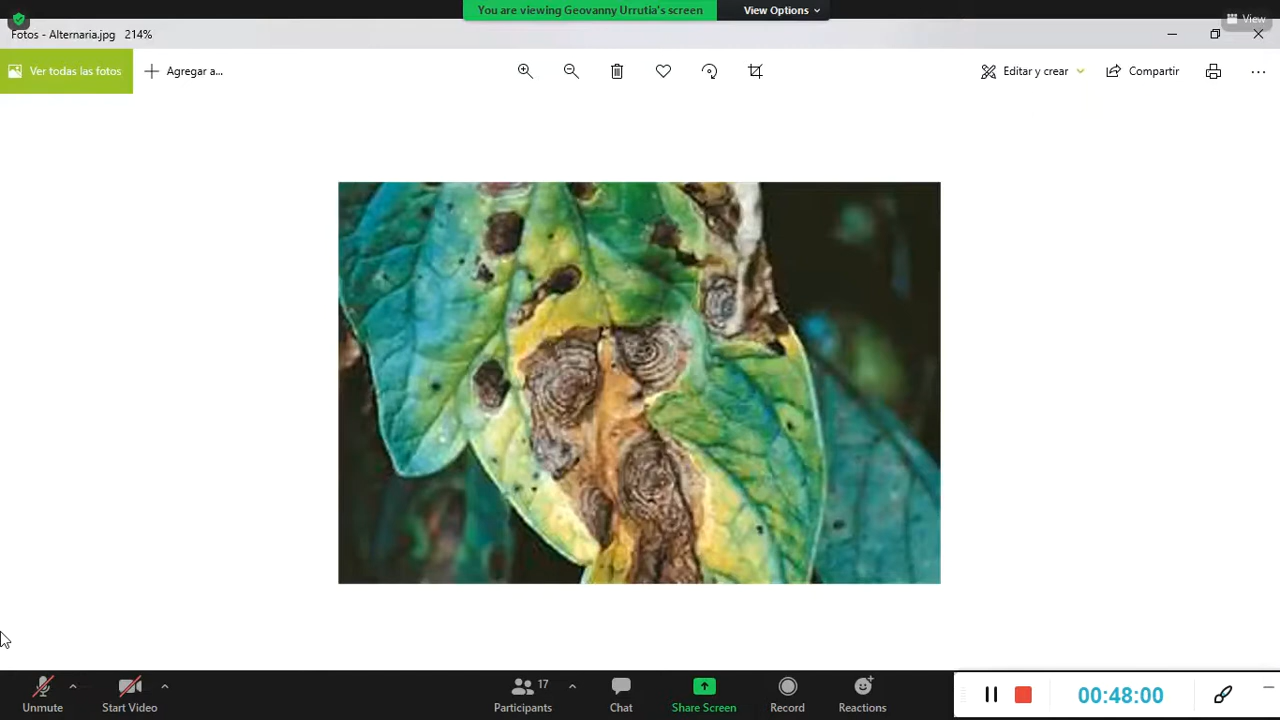 You are viewing Geovanny Urrutia's screen
View Options
View
Fotos - Alternaria.jpg 214%
Ver todas las fotos
Agregar a...
Editar y crear
Compartir
Unmute
Start Video
17
Participants
Chat
Share Screen
Record
Reactions
00:48:00